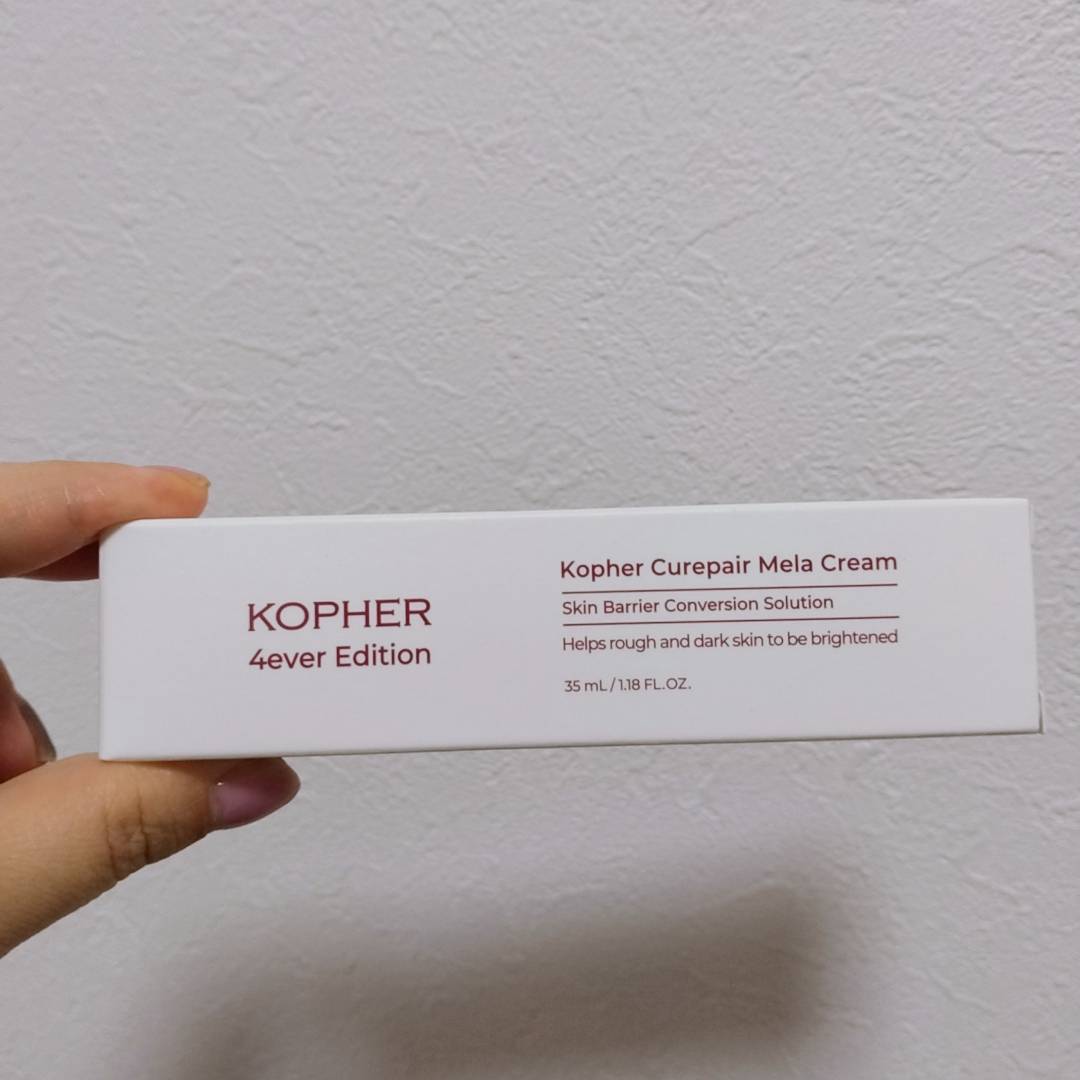 KOPHER
4ever Edition
Kopher Curepair Mela Cream
Skin Barrier Conversion Solution
Helps rough and dark skin to be brightened
35 mL / 1.18 FL.OZ.